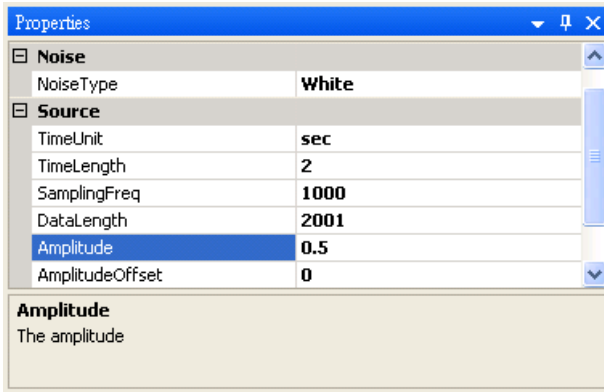 Properties
Noise
NoiseType White
Source
TimeUnit sec
TimeLength 2
SamplingFreq 1000
DataLength 2001
Amplitude 0.5
AmplitudeOffset 0
Amplitude
The amplitude